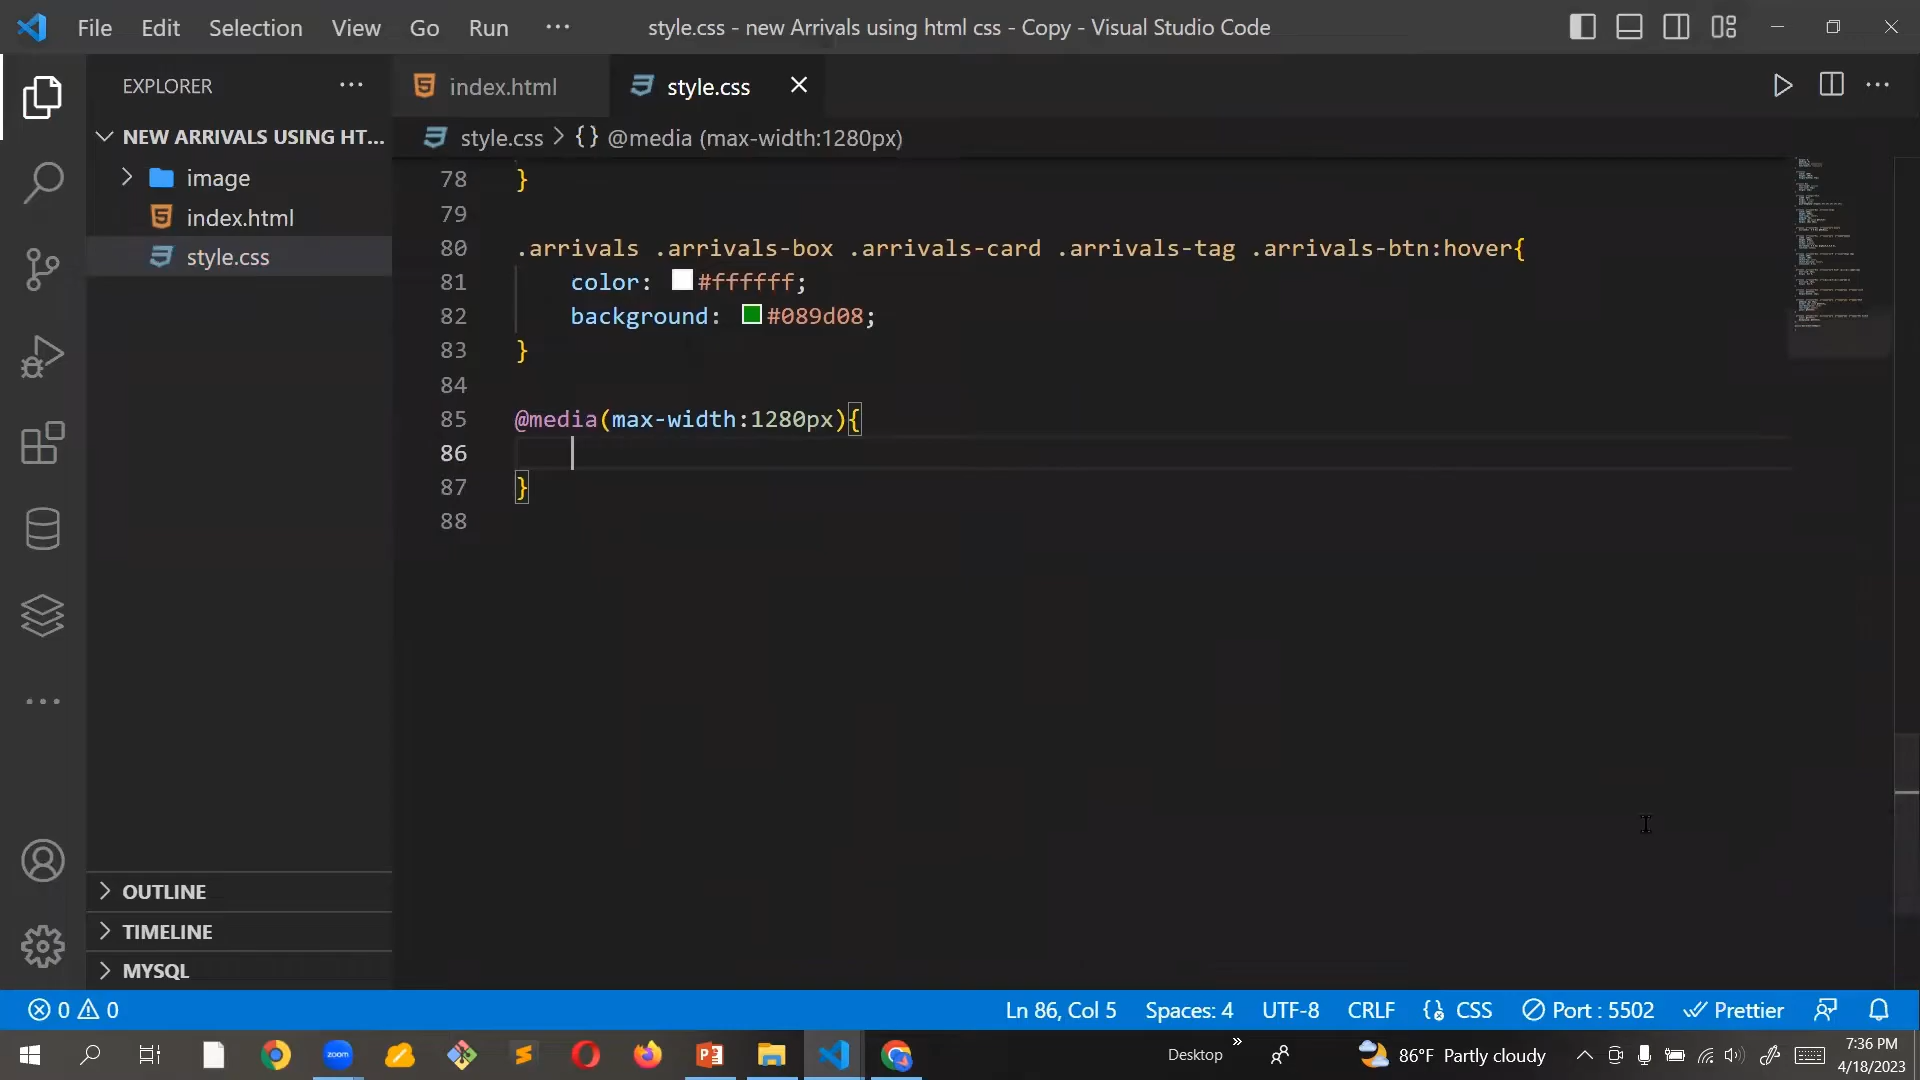 File Edit Selection View Go Run ··· style.css - new Arrivals using html css - Copy - Visual Studio Code
EXPLORER ···
index.html style.css
NEW ARRIVALS USING HT...
style.css > {} @media (max-width:1280px)
image
index.html
style.css
78 }
79
80 .arrivals .arrivals-box .arrivals-card .arrivals-tag .arrivals-btn:hover{
81 color: #ffffff;
82 background: #089d08;
83 }
84
85 @media(max-width:1280px){
86
87 }
88
OUTLINE
TIMELINE
MYSQL
0 0 Ln 86, Col 5 Spaces: 4 UTF-8 CRLF {} CSS Port : 5502 Prettier
zoom Desktop » 86°F Partly cloudy 7:36 PM
4/18/2023